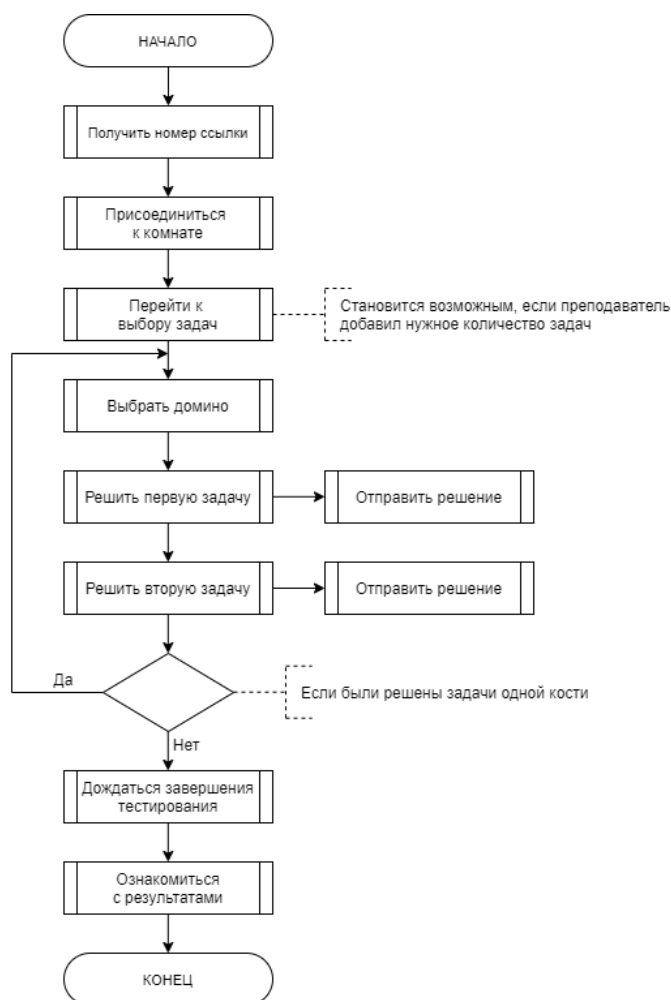 НАЧАЛО
Получить номер ссылки
Присоединиться
к комнате
Перейти к
выбору задач
Становится возможным, если преподаватель
добавил нужное количество задач
Выбрать домино
Решить первую задачу
Отправить решение
Решить вторую задачу
Отправить решение
Да
Если были решены задачи одной кости
Нет
Дождаться завершения
тестирования
Ознакомиться
с результатами
КОНЕЦ